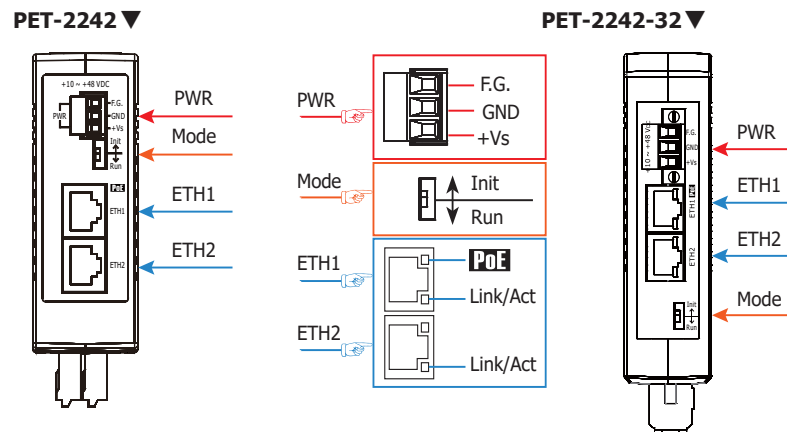 PET-2242▼
+10 ~ +48 VDC
PWR
F.G.
GND
+Vs
Init
Run
PoE
ETH1
ETH2
PWR
Mode
ETH1
ETH2
PWR
F.G.
GND
+Vs
Mode
Init
Run
ETH1
PoE
Link/Act
ETH2
Link/Act
PET-2242-32▼
+10 ~ +48 Vcc
F.G.
GND
+Vs
ETH1 PoE
ETH2
Init
Run
PWR
ETH1
ETH2
Mode